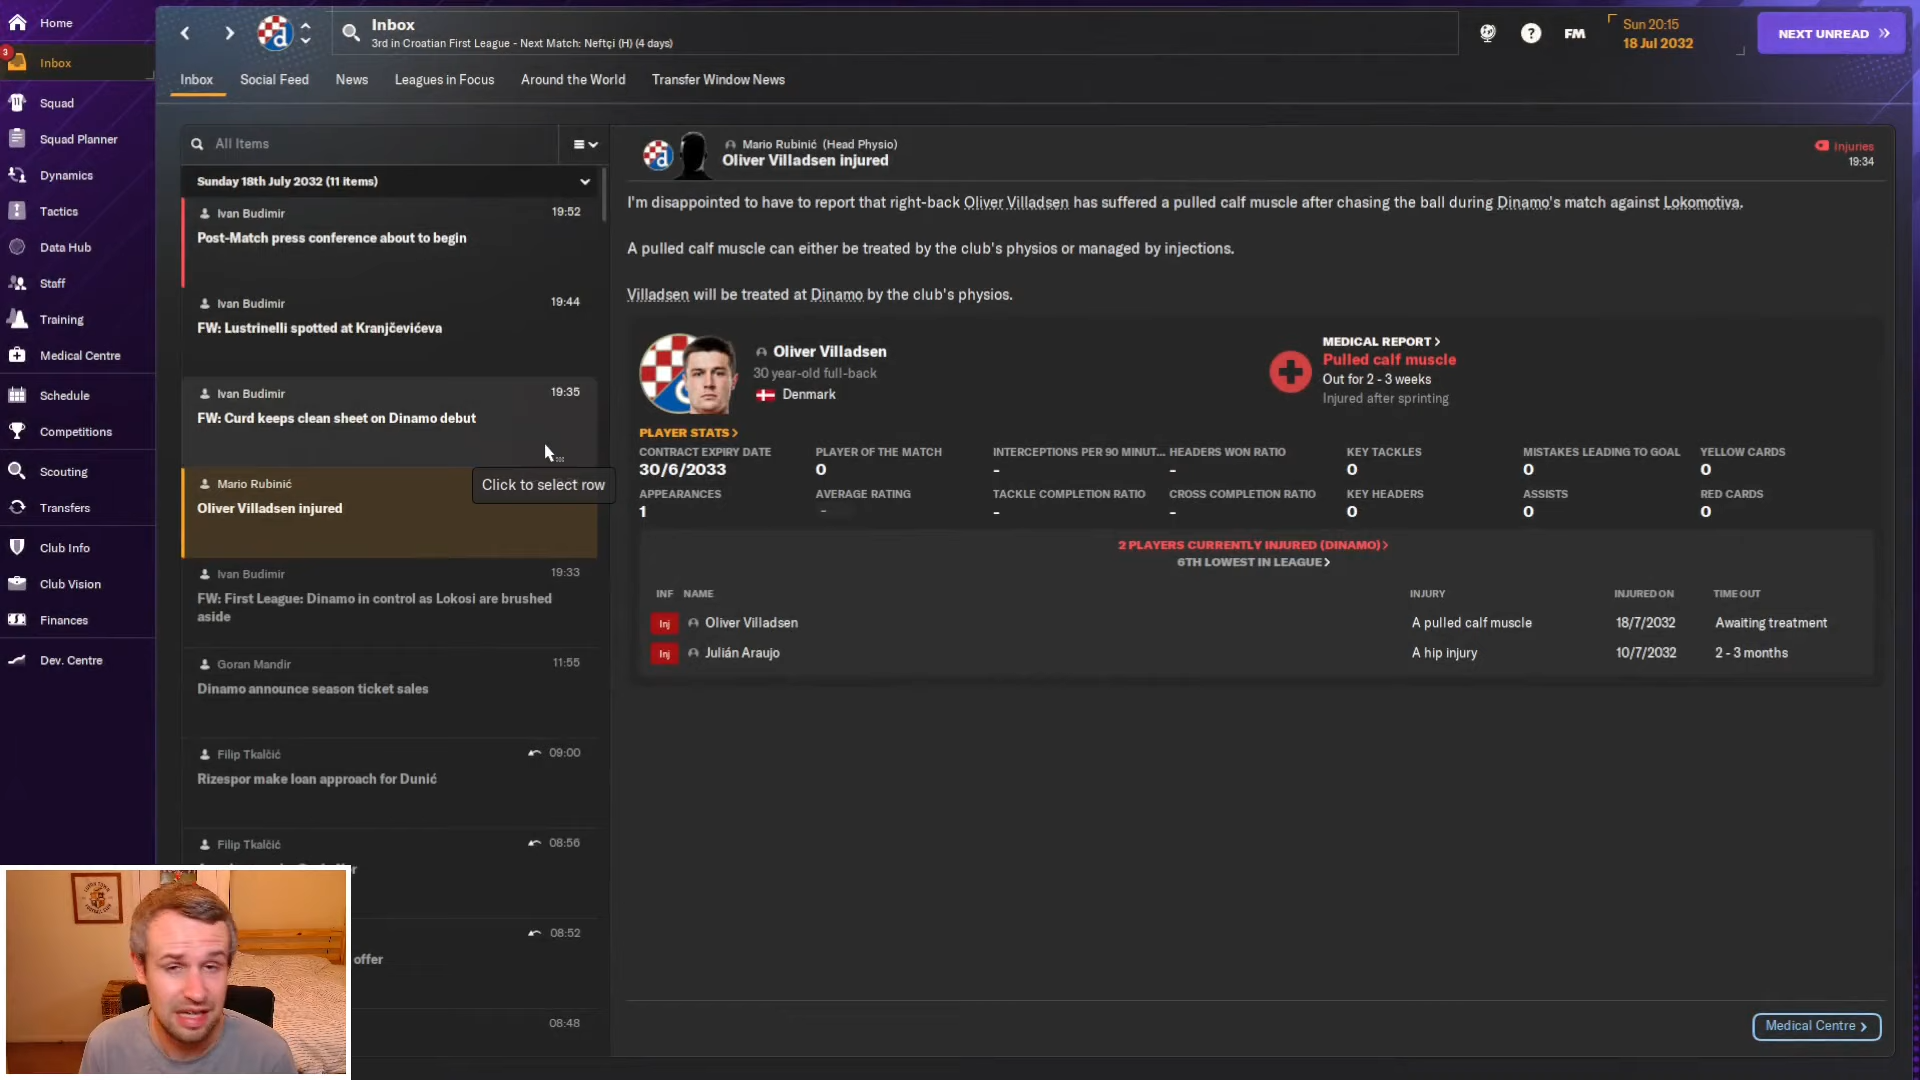 Home
3
Inbox
Squad
Squad Planner
Dynamics
Tactics
Data Hub
Staff
Training
Medical Centre
Schedule
Competitions
Scouting
Transfers
Club Info
Club Vision
Finances
Dev. Centre
Inbox
3rd in Croatian First League - Next Match: Neftçi (H) (4 days)
FM
Sun 20:15
18 Jul 2032
NEXT UNREAD
Inbox
Social Feed
News
Leagues in Focus
Around the World
Transfer Window News
All Items
Sunday 18th July 2032 (11 items)
Ivan Budimir
19:52
Post-Match press conference about to begin
Ivan Budimir
19:44
FW: Lustrinelli spotted at Kranjčevićeva
Ivan Budimir
19:35
FW: Curd keeps clean sheet on Dinamo debut
Mario Rubinić
Oliver Villadsen injured
Click to select row
Ivan Budimir
19:33
FW: First League: Dinamo in control as Lokosi are brushed
aside
Goran Mandir
11:55
Dinamo announce season ticket sales
Filip Tkalčić
09:00
Rizespor make loan approach for Dunić
Filip Tkalčić
08:56
08:52
offer
08:48
Mario Rubinić (Head Physio)
Oliver Villadsen injured
Injuries
19:34
I'm disappointed to have to report that right-back Oliver Villadsen has suffered a pulled calf muscle after chasing the ball during Dinamo's match against Lokomotiva.
A pulled calf muscle can either be treated by the club's physios or managed by injections.
Villadsen will be treated at Dinamo by the club's physios.
Oliver Villadsen
30 year-old full-back
Denmark
MEDICAL REPORT >
Pulled calf muscle
Out for 2 - 3 weeks
Injured after sprinting
PLAYER STATS >
CONTRACT EXPIRY DATE
30/6/2033
PLAYER OF THE MATCH
0
INTERCEPTIONS PER 90 MINUT...
-
HEADERS WON RATIO
-
KEY TACKLES
0
MISTAKES LEADING TO GOAL
0
YELLOW CARDS
0
APPEARANCES
1
AVERAGE RATING
-
TACKLE COMPLETION RATIO
-
CROSS COMPLETION RATIO
-
KEY HEADERS
0
ASSISTS
0
RED CARDS
0
2 PLAYERS CURRENTLY INJURED (DINAMO) >
6TH LOWEST IN LEAGUE >
INF NAME INJURY INJURED ON TIME OUT
Inj Oliver Villadsen A pulled calf muscle 18/7/2032 Awaiting treatment
Inj Julián Araujo A hip injury 10/7/2032 2 - 3 months
Medical Centre >